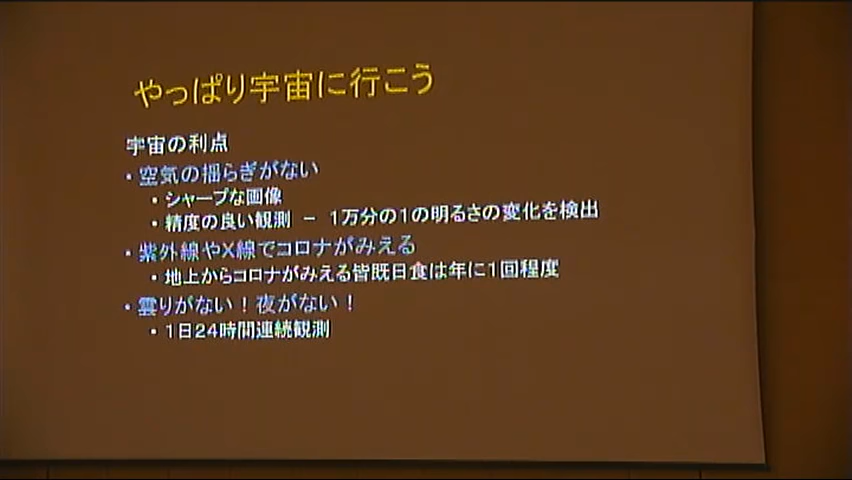 やっぱり宇宙に行こう
宇宙の利点
・空気の揺らぎがない
・シャープな画像
・精度の良い観測 − 1万分の1の明るさの変化を検出
・紫外線やX線でコロナがみえる
・地上からコロナがみえる皆既日食は年に1回程度
・曇りがない!夜がない!
・1日24時間連続観測